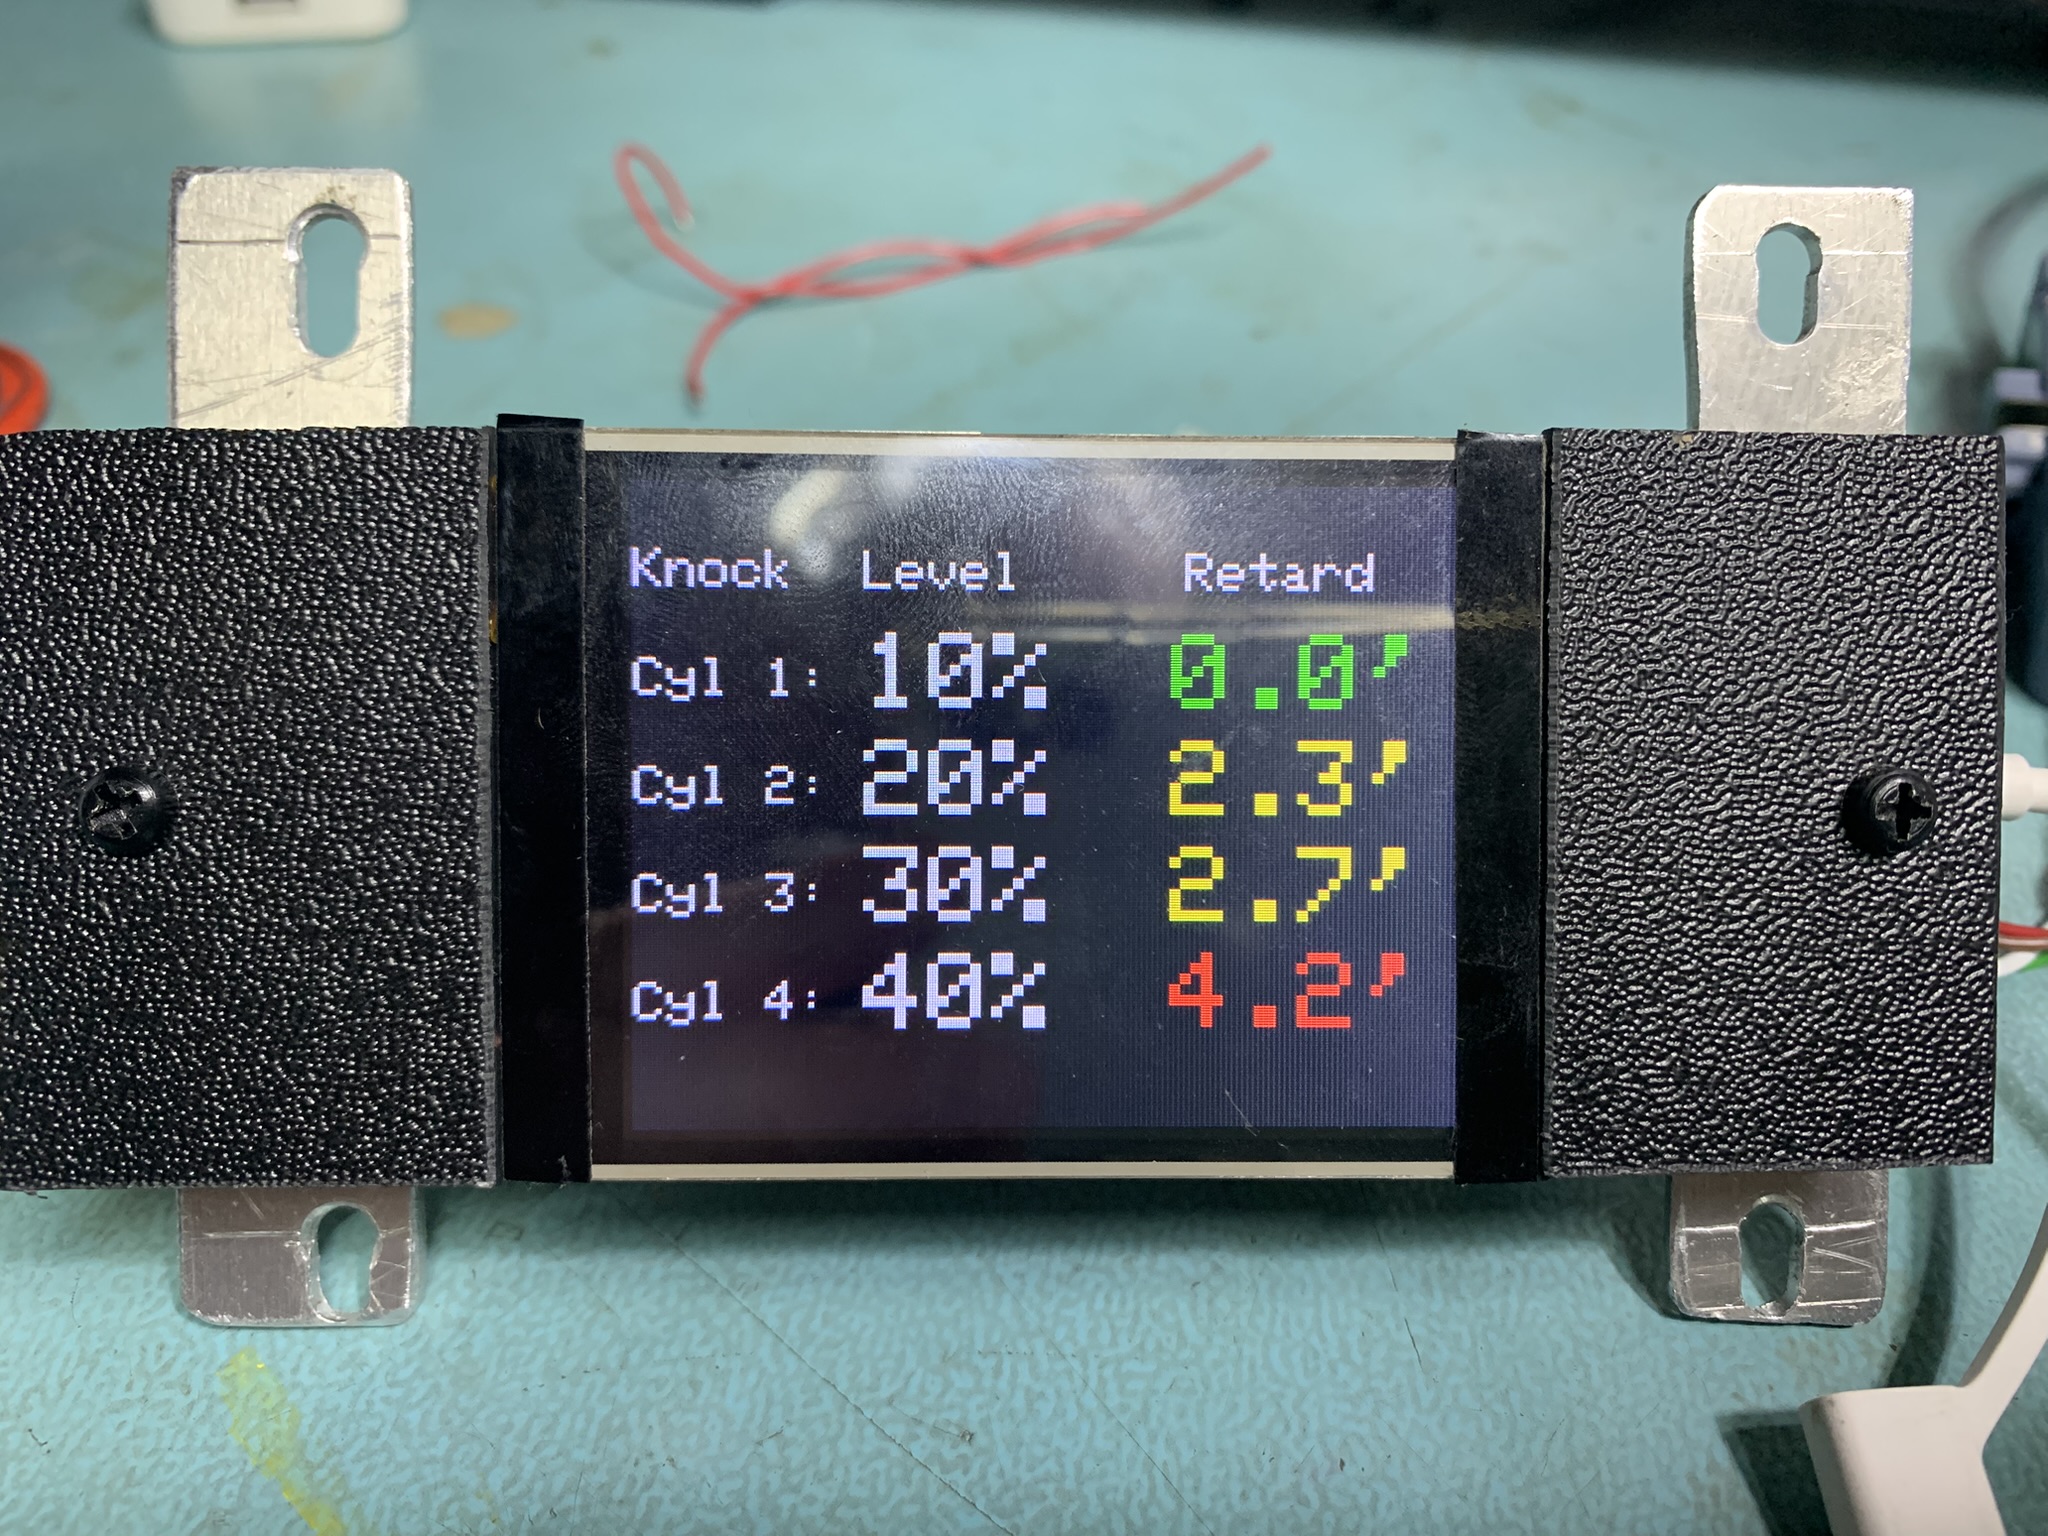 Knock Level Retard
Cyl 1: 10% 0.0'
Cyl 2: 20% 2.3'
Cyl 3: 30% 2.7'
Cyl 4: 40% 4.2'